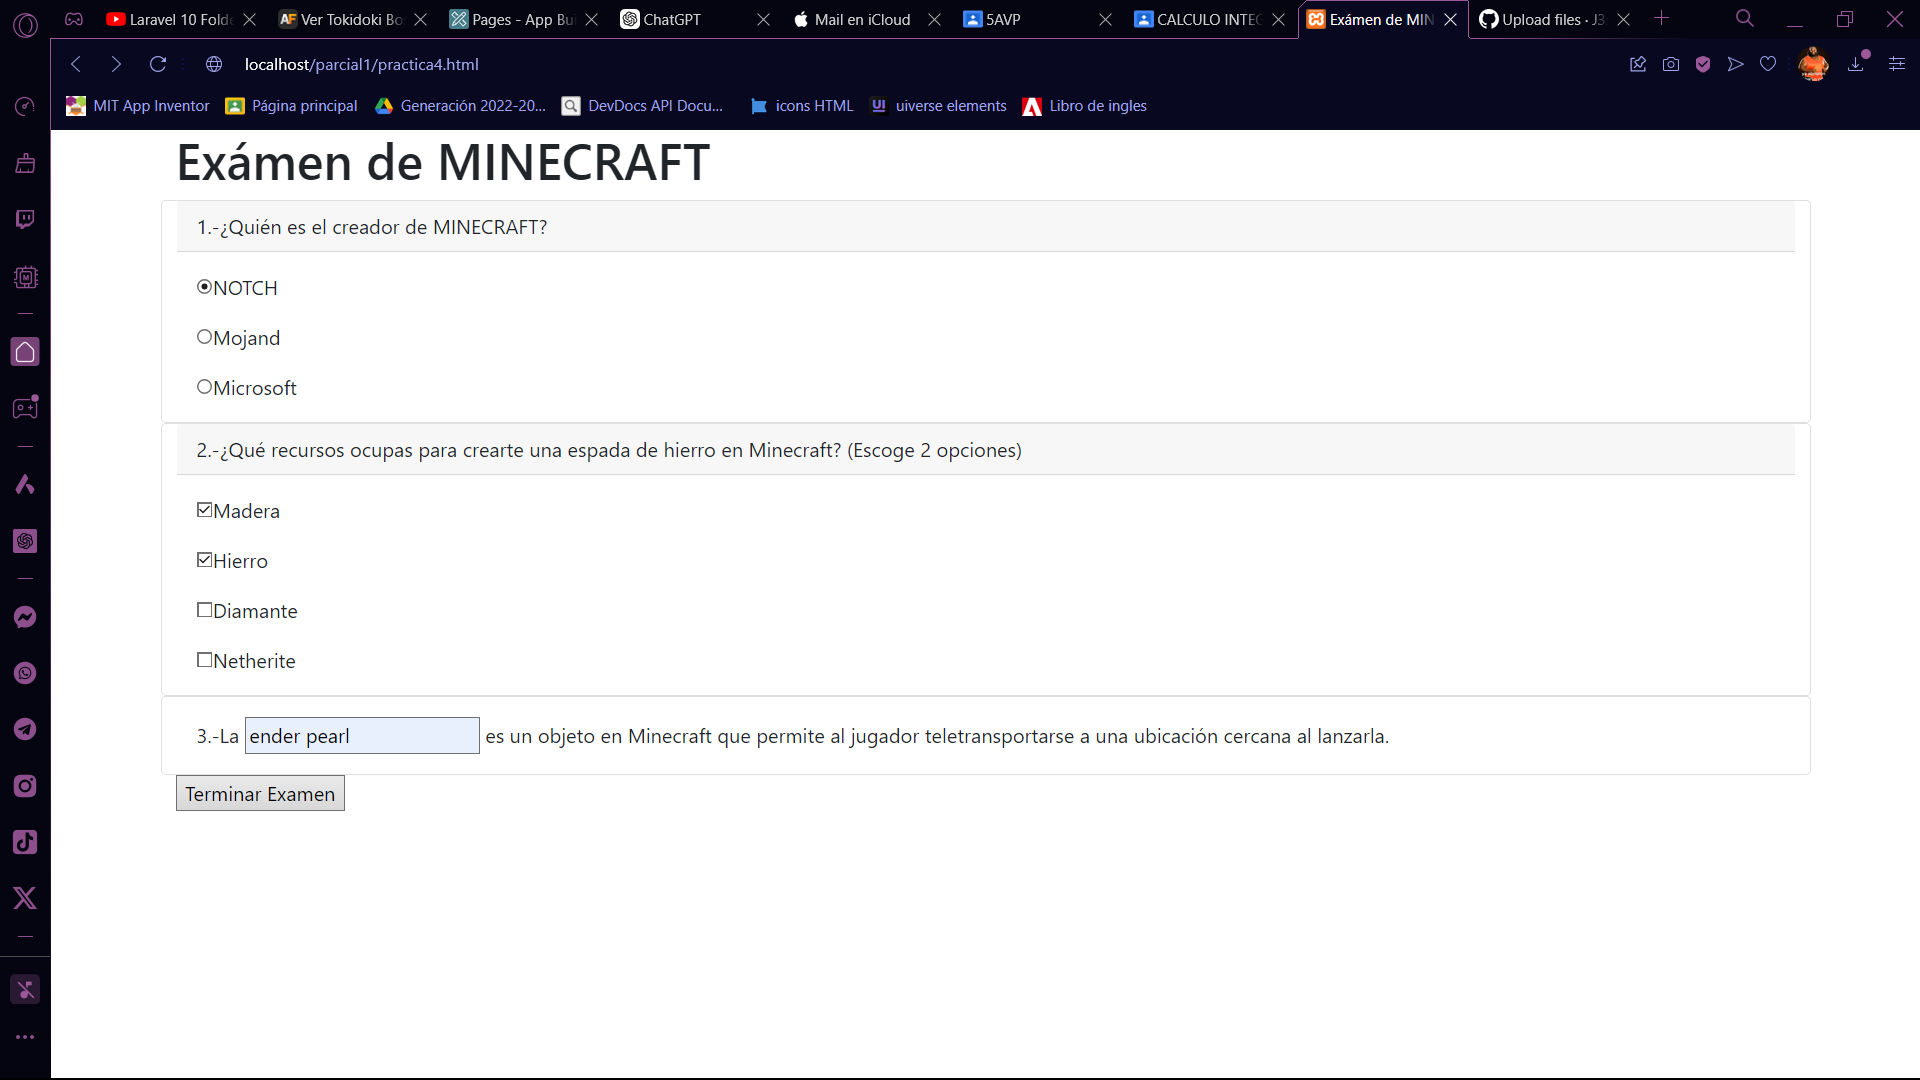 Laravel 10 Folde
Ver Tokidoki Bo
Pages - App Bui
ChatGPT
Mail en iCloud
5AVP
CALCULO INTEG
Exámen de MIN
Upload files · J3
localhost/parcial1/practica4.html
MIT App Inventor
Página principal
Generación 2022-20...
DevDocs API Docu...
icons HTML
uiverse elements
Libro de ingles
Exámen de MINECRAFT
1.-¿Quién es el creador de MINECRAFT?
NOTCH
Mojand
Microsoft
2.-¿Qué recursos ocupas para crearte una espada de hierro en Minecraft? (Escoge 2 opciones)
Madera
Hierro
Diamante
Netherite
3.-La ender pearl es un objeto en Minecraft que permite al jugador teletransportarse a una ubicación cercana al lanzarla.
Terminar Examen